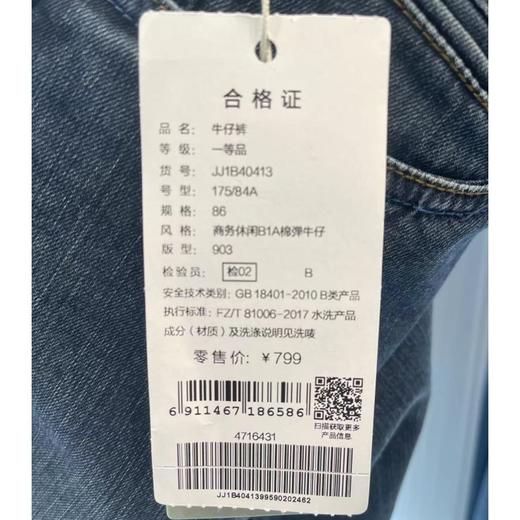 合格证
品名：牛仔裤
等级：一等品
货号：JJ1B40413
号型：175/84A
规格：86
风格：商务休闲B1A棉弹牛仔
版型：903
检验员：检02 B
安全技术类别：GB 18401-2010 B类产品
执行标准：FZ/T 81006-2017 水洗产品
成分（材质）及洗涤说明见洗唛
零售价：￥799
6 911467 186586
扫描获取更多
产品信息
4716431
JJ1B4041399590202462